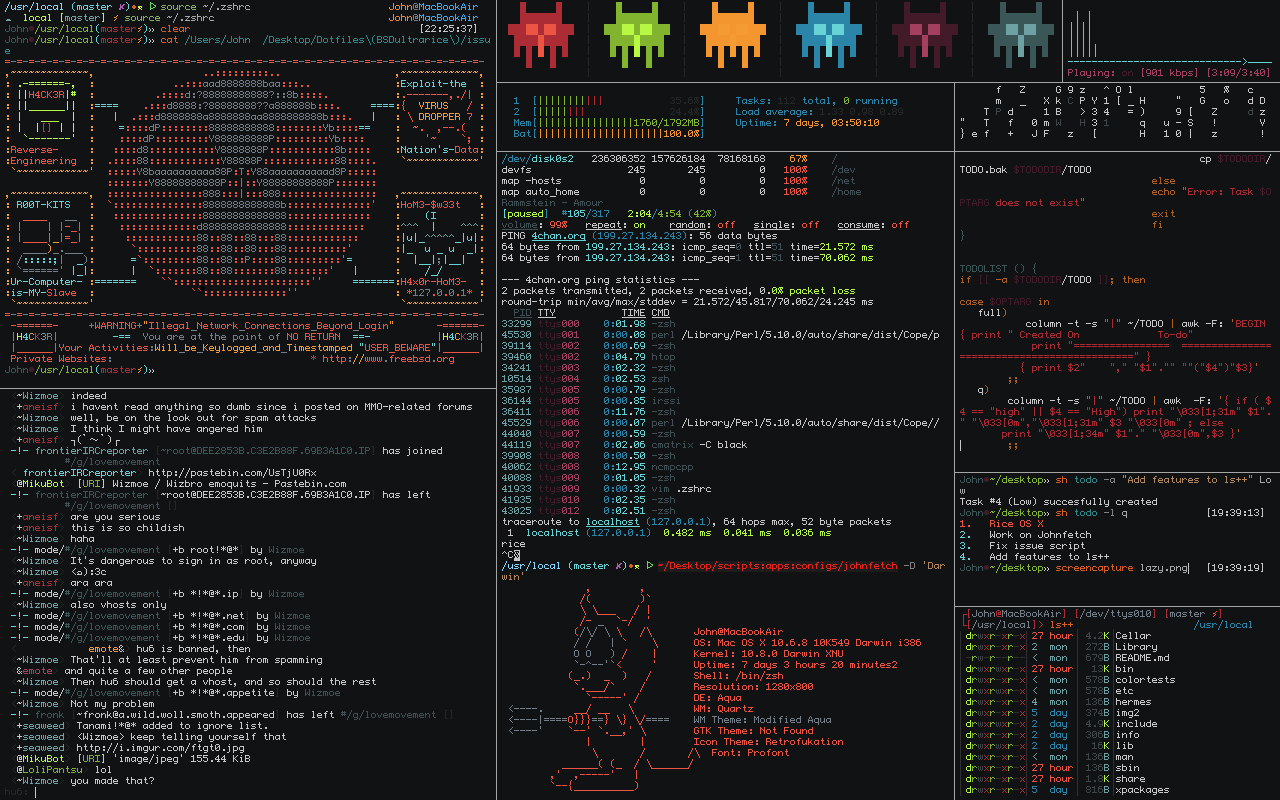 /usr/local (master ✗)•★ ▷ source ~/.zshrc John@MacBookAir
local [master] ⚡ source ~/.zshrc John@MacBookAir
John@/usr/local(master⚡)» clear [22:25:37]
John@/usr/local(master⚡)» cat /Users/John /Desktop/Dotfiles\(BSDultrarice\)/issu
e
||H4CK3R||
Exploit-the
VIRUS
DROPPER ?
Reverse-
Engineering
Nation's-Data
R00T-KITS
HoM3-$w33t
Ur-Computer-
is-MY-Slave
H4x0r-HoM3-
*127.0.0.1*
-======- +WARNING+"Illegal_Network_Connections_Beyond_Login" -======-
|H4CK3R| -==- You are at the point of NO RETURN -==- |H4CK3R|
|______|Your Activities:Will_be_Keylogged_and_Timestamped "USER_BEWARE"|______|
Private Websites: * http://www.freebsd.org
John@/usr/local(master⚡)»
~Wizmoe indeed
+aneisf> i havent read anything so dumb since i posted on MMO-related forums
~Wizmoe> well, be on the look out for spam attacks
~Wizmoe> I think I might have angered him
+aneisf> ╮(`～`)╭
-!- frontierIRCreporter [~root@DEE2853B.C3E2B88F.69B3A1C0.IP] has joined
#/g/lovemovement
frontierIRCreporter> http://pastebin.com/UsTjU0Rx
@MikuBot> [URI] Wizmoe / Wizbro emoquits - Pastebin.com
-!- frontierIRCreporter [~root@DEE2853B.C3E2B88F.69B3A1C0.IP] has left
#/g/lovemovement []
+aneisf> are you serious
+aneisf> this is so childish
~Wizmoe> haha
-!- mode/#/g/lovemovement [+b root!*@*] by Wizmoe
~Wizmoe> It's dangerous to sign in as root, anyway
~Wizmoe> <a):3c
+aneisf> ara ara
-!- mode/#/g/lovemovement [+b *!*@*.ip] by Wizmoe
~Wizmoe> also vhosts only
-!- mode/#/g/lovemovement [+b *!*@*.net] by Wizmoe
-!- mode/#/g/lovemovement [+b *!*@*.com] by Wizmoe
-!- mode/#/g/lovemovement [+b *!*@*.edu] by Wizmoe
emote& hu6 is banned, then
~Wizmoe> That'll at least prevent him from spamming
&emote> and quite a few other people
~Wizmoe> Then hu6 should get a vhost, and so should the rest
-!- mode/#/g/lovemovement [+b *!*@*.appetite] by Wizmoe
~Wizmoe> Not my problem
-!- fronk [~fronk@a.wild.woll.smoth.appeared] has left #/g/lovemovement []
+seaweed> Tanami!*@* added to ignore list.
+seaweed> <Wizmoe> keep telling yourself that
+seaweed> http://i.imgur.com/ftgt0.jpg
@MikuBot> [URI] 'image/jpeg' 155.44 KiB
@LoliPantsu> lol
~Wizmoe> you made that?
hu6:
Playing: on [901 kbps] [3:09/3:40]
1 [|||||||||||| 35.6%] Tasks: 112 total, 0 running
2 [||||||||| 24.4%] Load average:
Mem[||||||||||||||||||1760/1792MB] Uptime: 7 days, 03:50:10
Bat[||||||||||||||||||||||||100.0%]
/dev/disk0s2 236306352 157626184 78168168 67% /
devfs 245 245 0 100% /dev
map -hosts 0 0 0 100% /net
map auto_home 0 0 0 100% /home
Rammstein - Amour
[paused] #105/317 2:04/4:54 (42%)
volume: 99% repeat: on random: off single: off consume: off
PING 4chan.org (199.27.134.243): 56 data bytes
64 bytes from 199.27.134.243: icmp_seq=0 ttl=51 time=21.572 ms
64 bytes from 199.27.134.243: icmp_seq=1 ttl=51 time=70.062 ms
--- 4chan.org ping statistics ---
2 packets transmitted, 2 packets received, 0.0% packet loss
round-trip min/avg/max/stddev = 21.572/45.817/70.062/24.245 ms
PID TTY TIME CMD
33299 ttys000 0:01.98 -zsh
45530 ttys001 0:00.08 perl /Library/Perl/5.10.0/auto/share/dist/Cope/p
39114 ttys002 0:00.69 -zsh
39460 ttys002 0:04.79 htop
34241 ttys003 0:02.32 -zsh
10514 ttys004 0:02.53 -zsh
35987 ttys005 0:00.79 -zsh
36144 ttys005 0:08.85 irssi
36411 ttys006 0:11.76 -zsh
45529 ttys006 0:00.07 perl /Library/Perl/5.10.0/auto/share/dist/Cope//
44040 ttys007 0:00.59 -zsh
44119 ttys007 0:02.06 cmatrix -C black
39908 ttys008 0:00.50 -zsh
40062 ttys008 0:12.95 ncmpcpp
40088 ttys009 0:01.05 -zsh
41933 ttys009 0:00.32 vim .zshrc
41935 ttys010 0:02.35 -zsh
43025 ttys012 0:02.51 -zsh
traceroute to localhost (127.0.0.1), 64 hops max, 52 byte packets
1 localhost (127.0.0.1) 0.482 ms 0.041 ms 0.036 ms
rice
^C%
/usr/local (master ✗)•★ ▷ ~/Desktop/scripts:apps:configs/johnfetch -D 'Dar
win'
John@MacBookAir
OS: Mac OS X 10.6.8 10K549 Darwin i386
Kernel: 10.8.0 Darwin XNU
Uptime: 7 days 3 hours 20 minutes2
Shell: /bin/zsh
Resolution: 1280x800
DE: Aqua
WM: Quartz
WM Theme: Modified Aqua
GTK Theme: Not Found
Icon Theme: Retrofukation
Font: Profont
cp $TODODIR/
TODO.bak $TODODIR/TODO
else
echo "Error: Task $O
PTARG does not exist"
exit
fi
}
TODOLIST () {
if [[ -a $TODODIR/TODO ]]; then
case $OPTARG in
full)
column -t -s "|" ~/TODO | awk -F: 'BEGIN
{ print " Created On To-do"
print "============== ==================
=============================" }
{ print $2" "," "$1"."" ""("$4")"$3}'
;;
q)
column -t -s "|" ~/TODO | awk -F: '{ if ( $
4 == "high" || $4 == "High") print "\033[1;31m" $1".
" "\033[0m","\033[1;31m" $3 "\033[0m" ; else
print "\033[1;34m" $1"." "\033[0m",$3 }'
;;
John@~/desktop» sh todo -a "Add features to ls++" Lo
w
Task #4 (Low) succesfully created
John@~/desktop» sh todo -l q [19:39:13]
1. Rice OS X
2. Work on Johnfetch
3. Fix issue script
4. Add features to ls++
John@~/desktop» screencapture lazy.png [19:39:19]
[John@MacBookAir] [/dev/ttys010] [master ⚡]
[/usr/local]> ls++ /usr/local
drwxr-xr-x 27 hour 4.2K Cellar
drwxr-xr-x 2 mon 272B Library
-r--r--r-- < mon 679B README.md
drwxr-xr-x 27 hour 13K bin
drwxr-xr-x < mon 578B colortests
drwxr-xr-x < mon 578B etc
drwxr-xr-x < mon 136B hermes
drwxr-xr-x 5 day 374B img2
drwxr-xr-x 2 day 4.9K include
drwxr-xr-x 2 day 306B info
drwxr-xr-x 2 day 16K lib
drwxr-xr-x < mon 136B man
drwxr-xr-x 27 hour 136B sbin
drwxr-xr-x 27 hour 1.8K share
drwxr-xr-x 5 day 816B xpackages